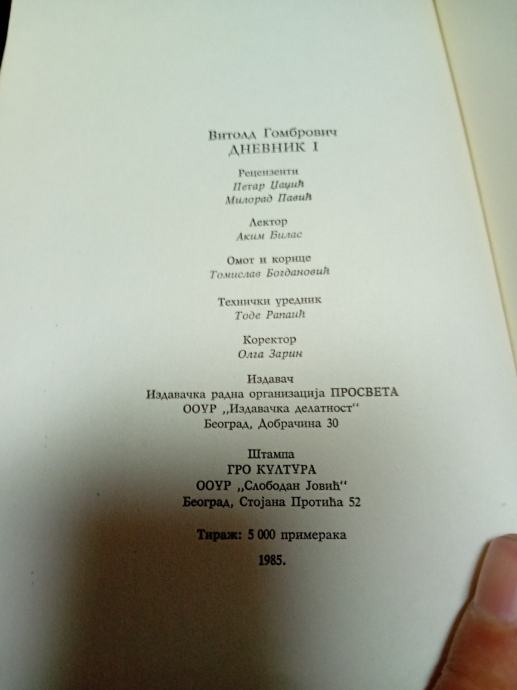 Витолд Гомбрович
ДНЕВНИК I
Рецензенти
Петар Џаџић
Милорад Павић
Лектор
Аким Билас
Омот и корице
Томислав Богдановић
Технички уредник
Тоде Рапаић
Коректор
Олга Зарин
Издавач
Издавачка радна организација ПРОСВЕТА
ООУР „Издавачка делатност“
Београд, Добрачина 30
Штампа
ГРО КУЛТУРА
ООУР „Слободан Јовић“
Београд, Стојана Протића 52
Тираж: 5 000 примерака
1985.